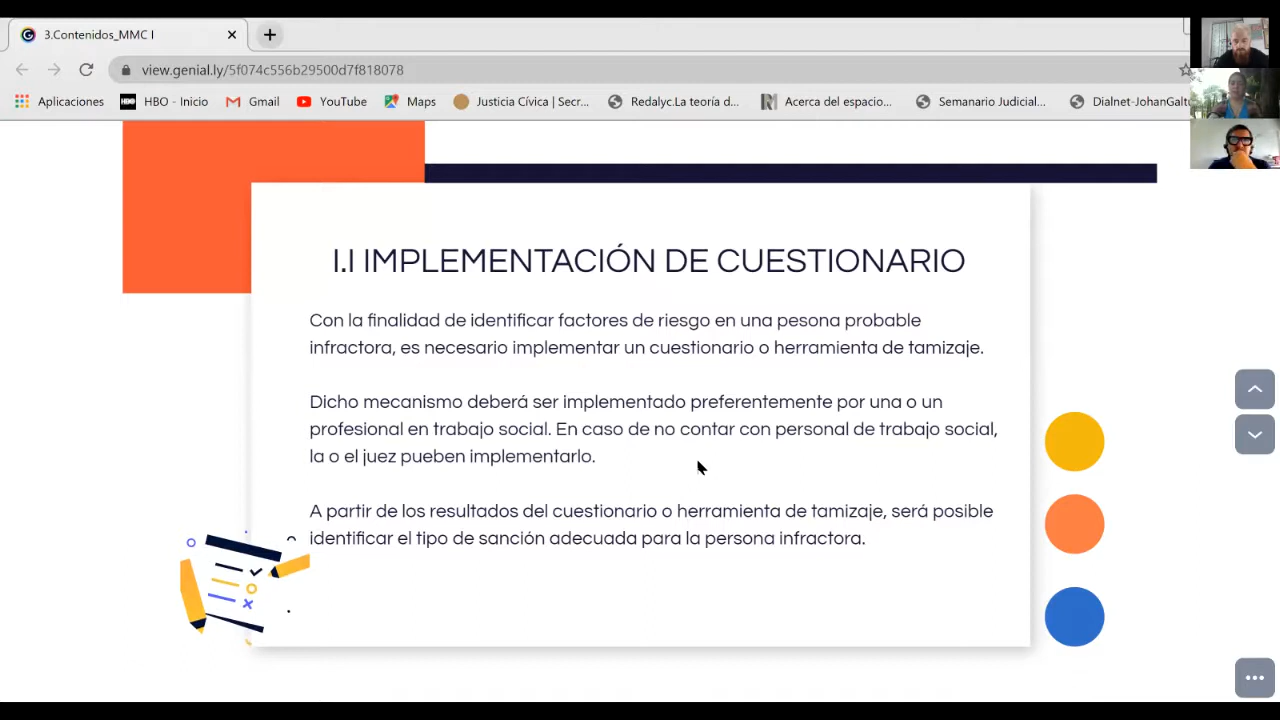 3.Contenidos_MMC I
view.genial.ly/5f074c556b29500d7f818078
Aplicaciones HBO - Inicio Gmail YouTube Maps Justicia Cívica | Secr... Redalyc.La teoría d... Acerca del espacio... Semanario Judicial... Dialnet-JohanGalt
I.I IMPLEMENTACIÓN DE CUESTIONARIO
Con la finalidad de identificar factores de riesgo en una pesona probable
infractora, es necesario implementar un cuestionario o herramienta de tamizaje.
Dicho mecanismo deberá ser implementado preferentemente por una o un
profesional en trabajo social. En caso de no contar con personal de trabajo social,
la o el juez pueben implementarlo.
A partir de los resultados del cuestionario o herramienta de tamizaje, será posible
identificar el tipo de sanción adecuada para la persona infractora.